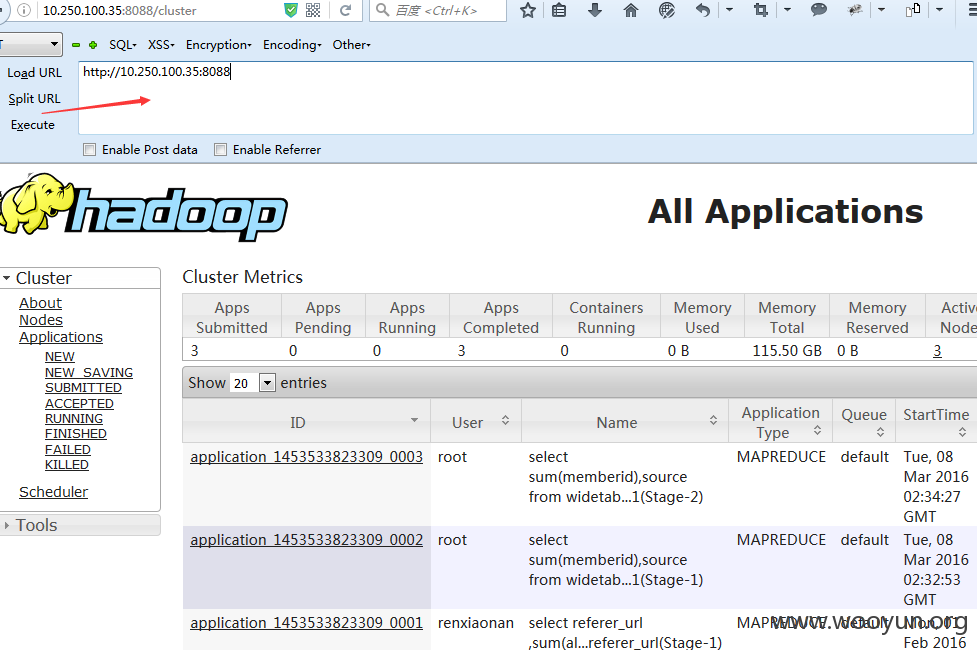 10.250.100.35:8088/cluster
百度 <Ctrl+K>
SQL XSS Encryption Encoding Other
Load URL
http://10.250.100.35:8088
Split URL
Execute
Enable Post data Enable Referrer
hadoop
All Applications
Cluster
About
Nodes
Applications
NEW
NEW_SAVING
SUBMITTED
ACCEPTED
RUNNING
FINISHED
FAILED
KILLED
Scheduler
Tools
Cluster Metrics
Apps Apps Apps Apps Containers Memory Memory Memory Active
Submitted Pending Running Completed Running Used Total Reserved Node
3 0 0 3 0 0 B 115.50 GB 0 B 3
Show 20 entries
ID User Name Application Type Queue StartTime
application_1453533823309_0003 root select MAPREDUCE default Tue, 08
sum(memberid),source Mar 2016
from widetab...1(Stage-2) 02:34:27
GMT
application_1453533823309_0002 root select MAPREDUCE default Tue, 08
sum(memberid),source Mar 2016
from widetab...1(Stage-1) 02:32:53
GMT
application_1453533823309_0001 renxiaonan select referer_url MAPREDUCE default Mon, 01
,sum(al...referer_url(Stage-1) Feb 2016
www.wooyun.org